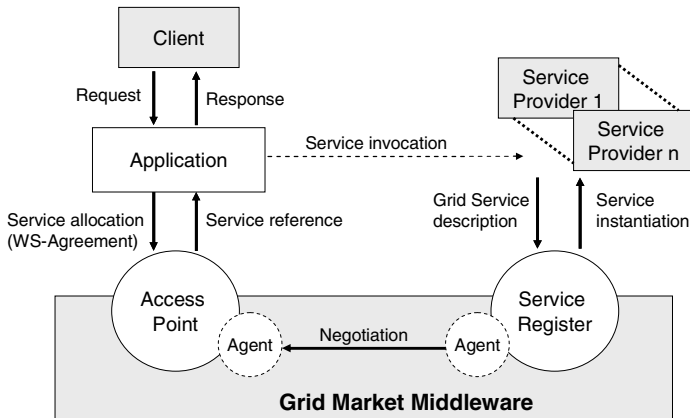 Client
Request
Response
Service
Provider 1
Service
Provider n
Application
Service invocation
Service allocation
(WS-Agreement)
Service reference
Grid Service
description
Service
instantiation
Access
Point
Service
Register
Agent
Negotiation
Agent
Grid Market Middleware